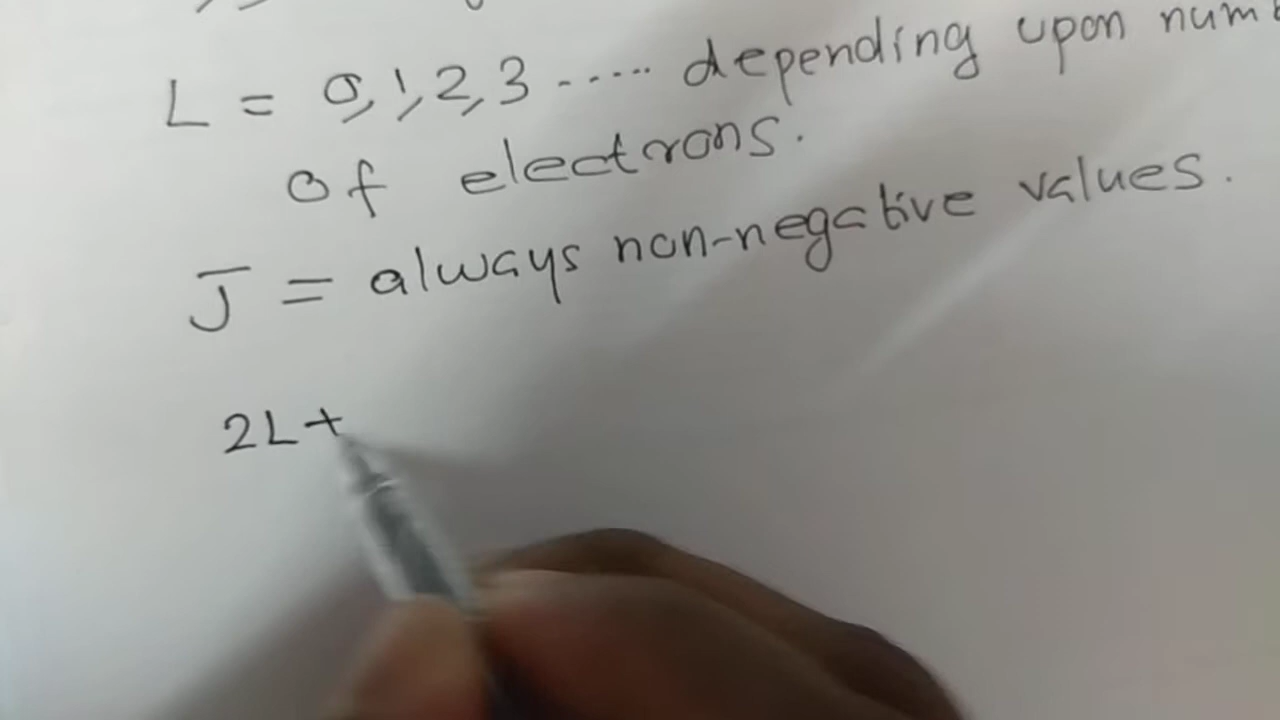 L = 0,1,2,3 ..... depending upon
of electrons.
J = always non-negative values.
2L+